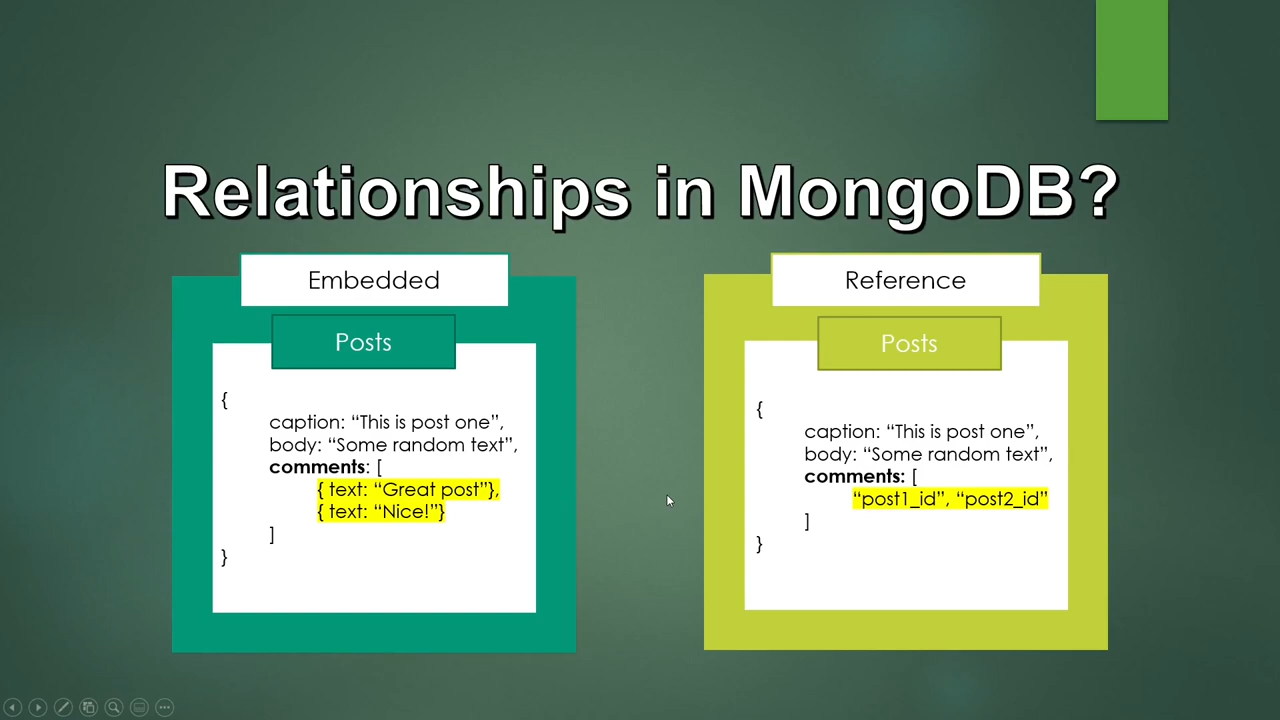 Relationships in MongoDB?
Embedded
Posts
{
caption: “This is post one”,
body: “Some random text”,
comments: [
{ text: “Great post”},
{ text: “Nice!”}
]
}
Reference
Posts
{
caption: “This is post one”,
body: “Some random text”,
comments: [
“post1_id”, “post2_id”
]
}